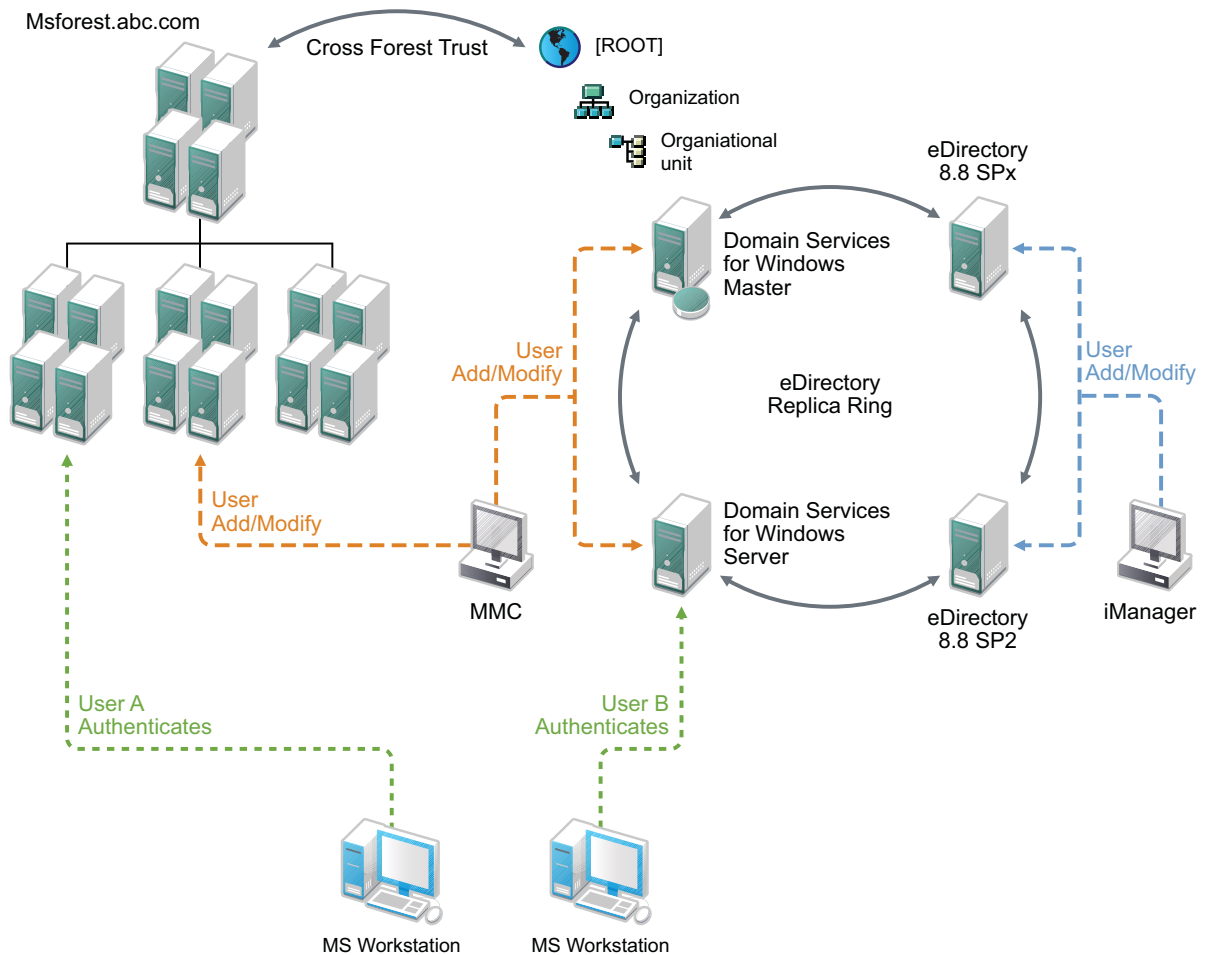 Msforest.abc.com
Cross Forest Trust
[ROOT]
Organization
Organiational
unit
eDirectory
8.8 SPx
Domain Services
for Windows
Master
User
Add/Modify
eDirectory
Replica Ring
User
Add/Modify
User
Add/Modify
Domain Services
for Windows
Server
MMC
eDirectory
8.8 SP2
iManager
User A
Authenticates
User B
Authenticates
MS Workstation
MS Workstation